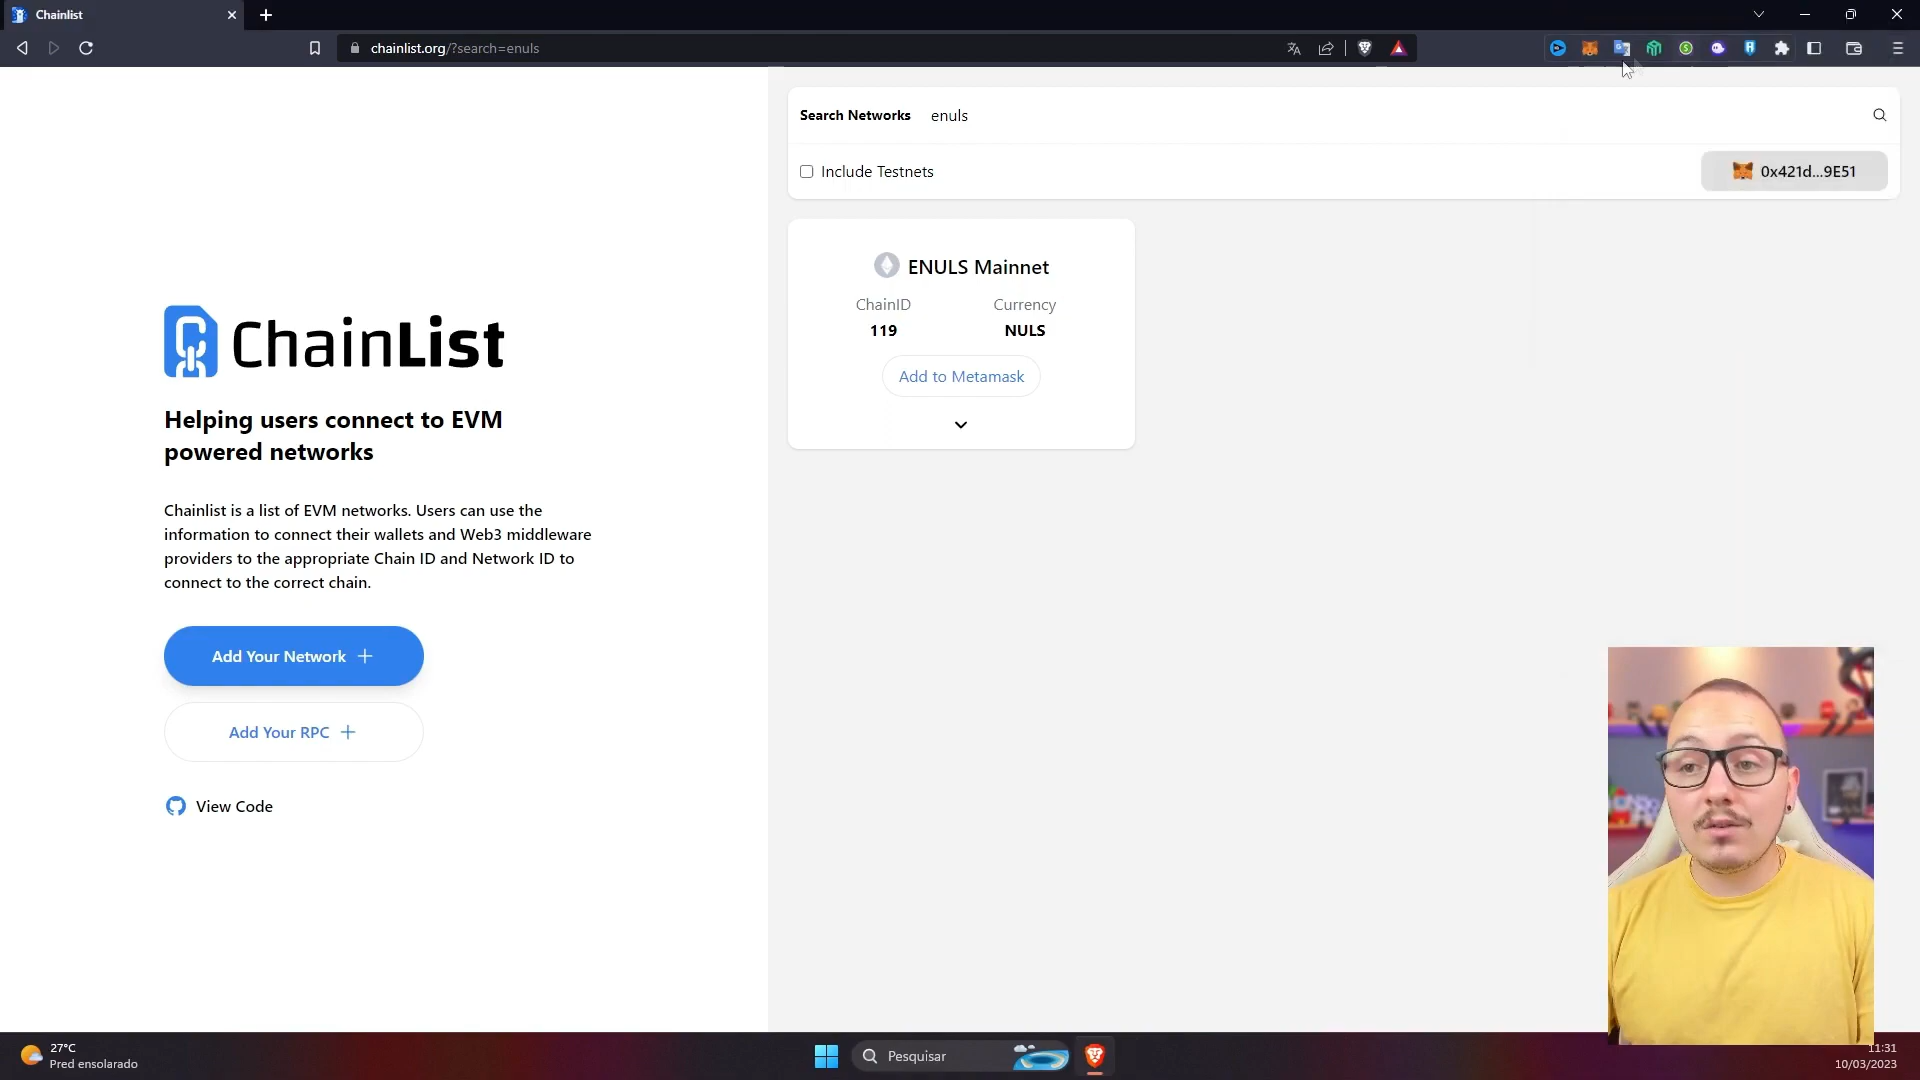 Chainlist
chainlist.org/?search=enuls
Search Networks enuls
Include Testnets
0x421d...9E51
ENULS Mainnet
ChainID Currency
119 NULS
Add to Metamask
ChainList
Helping users connect to EVM
powered networks
Chainlist is a list of EVM networks. Users can use the
information to connect their wallets and Web3 middleware
providers to the appropriate Chain ID and Network ID to
connect to the correct chain.
Add Your Network
Add Your RPC
View Code
27°C
Pred ensolarado
Pesquisar
11:31
10/03/2023